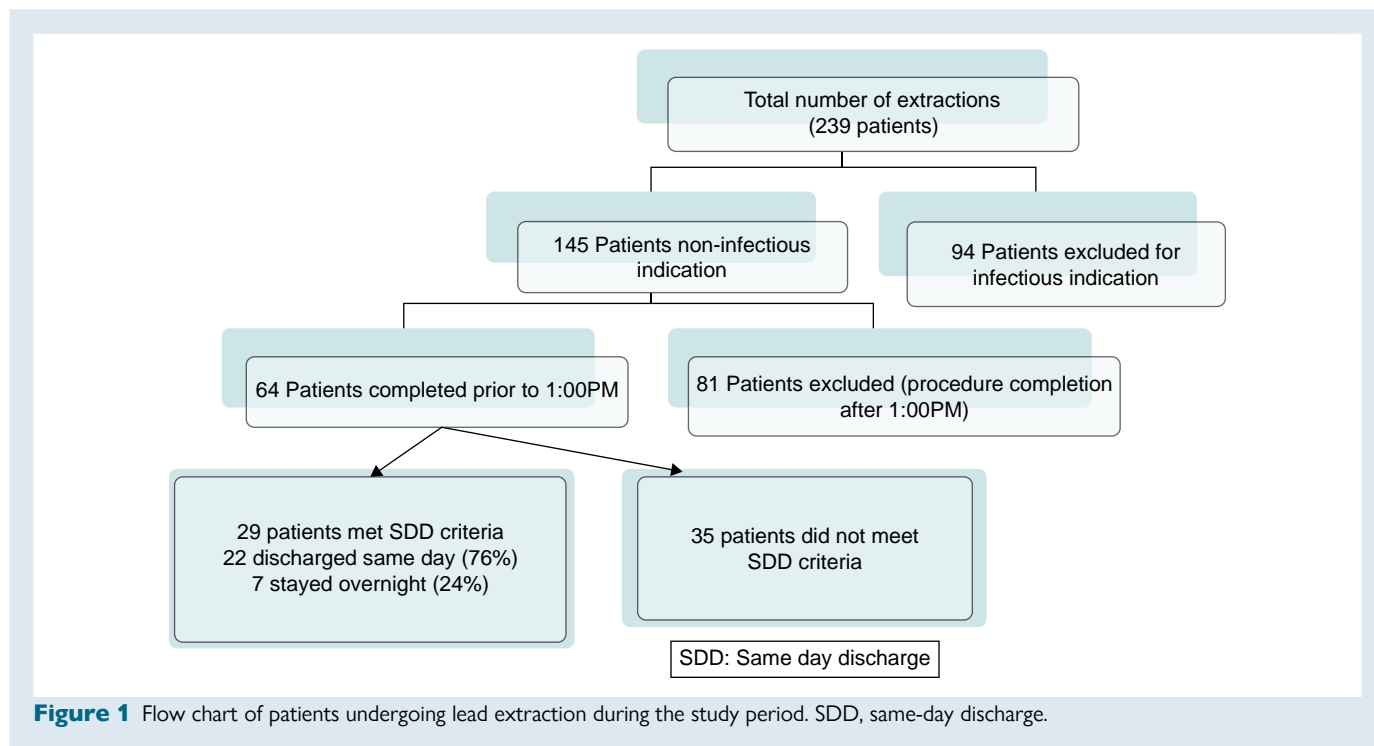 Total number of extractions
(239 patients)
145 Patients non-infectious
indication
94 Patients excluded for
infectious indication
64 Patients completed prior to 1:00PM
81 Patients excluded (procedure completion
after 1:00PM)
29 patients met SDD criteria
22 discharged same day (76%)
7 stayed overnight (24%)
35 patients did not meet
SDD criteria
SDD: Same day discharge
Figure 1 Flow chart of patients undergoing lead extraction during the study period. SDD, same-day discharge.